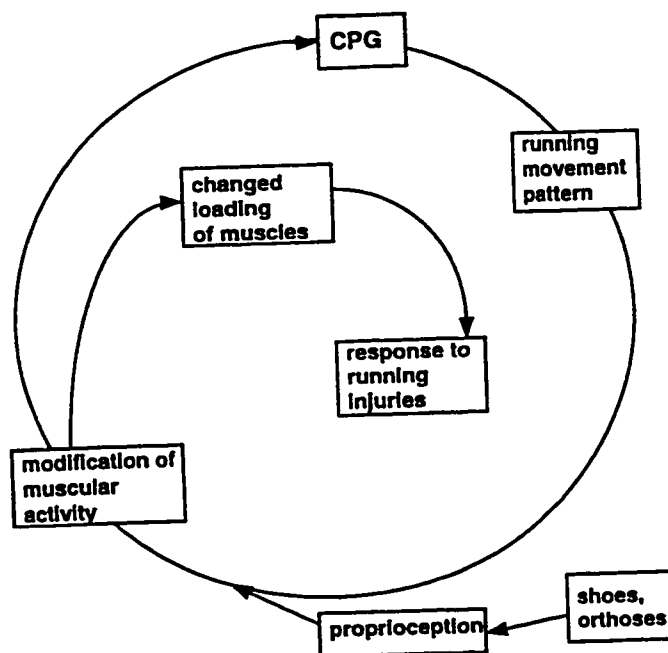 CPG
running
movement
pattern
changed
loading
of muscles
response to
running
injuries
modification of
muscular
activity
shoes,
orthoses
proprioception